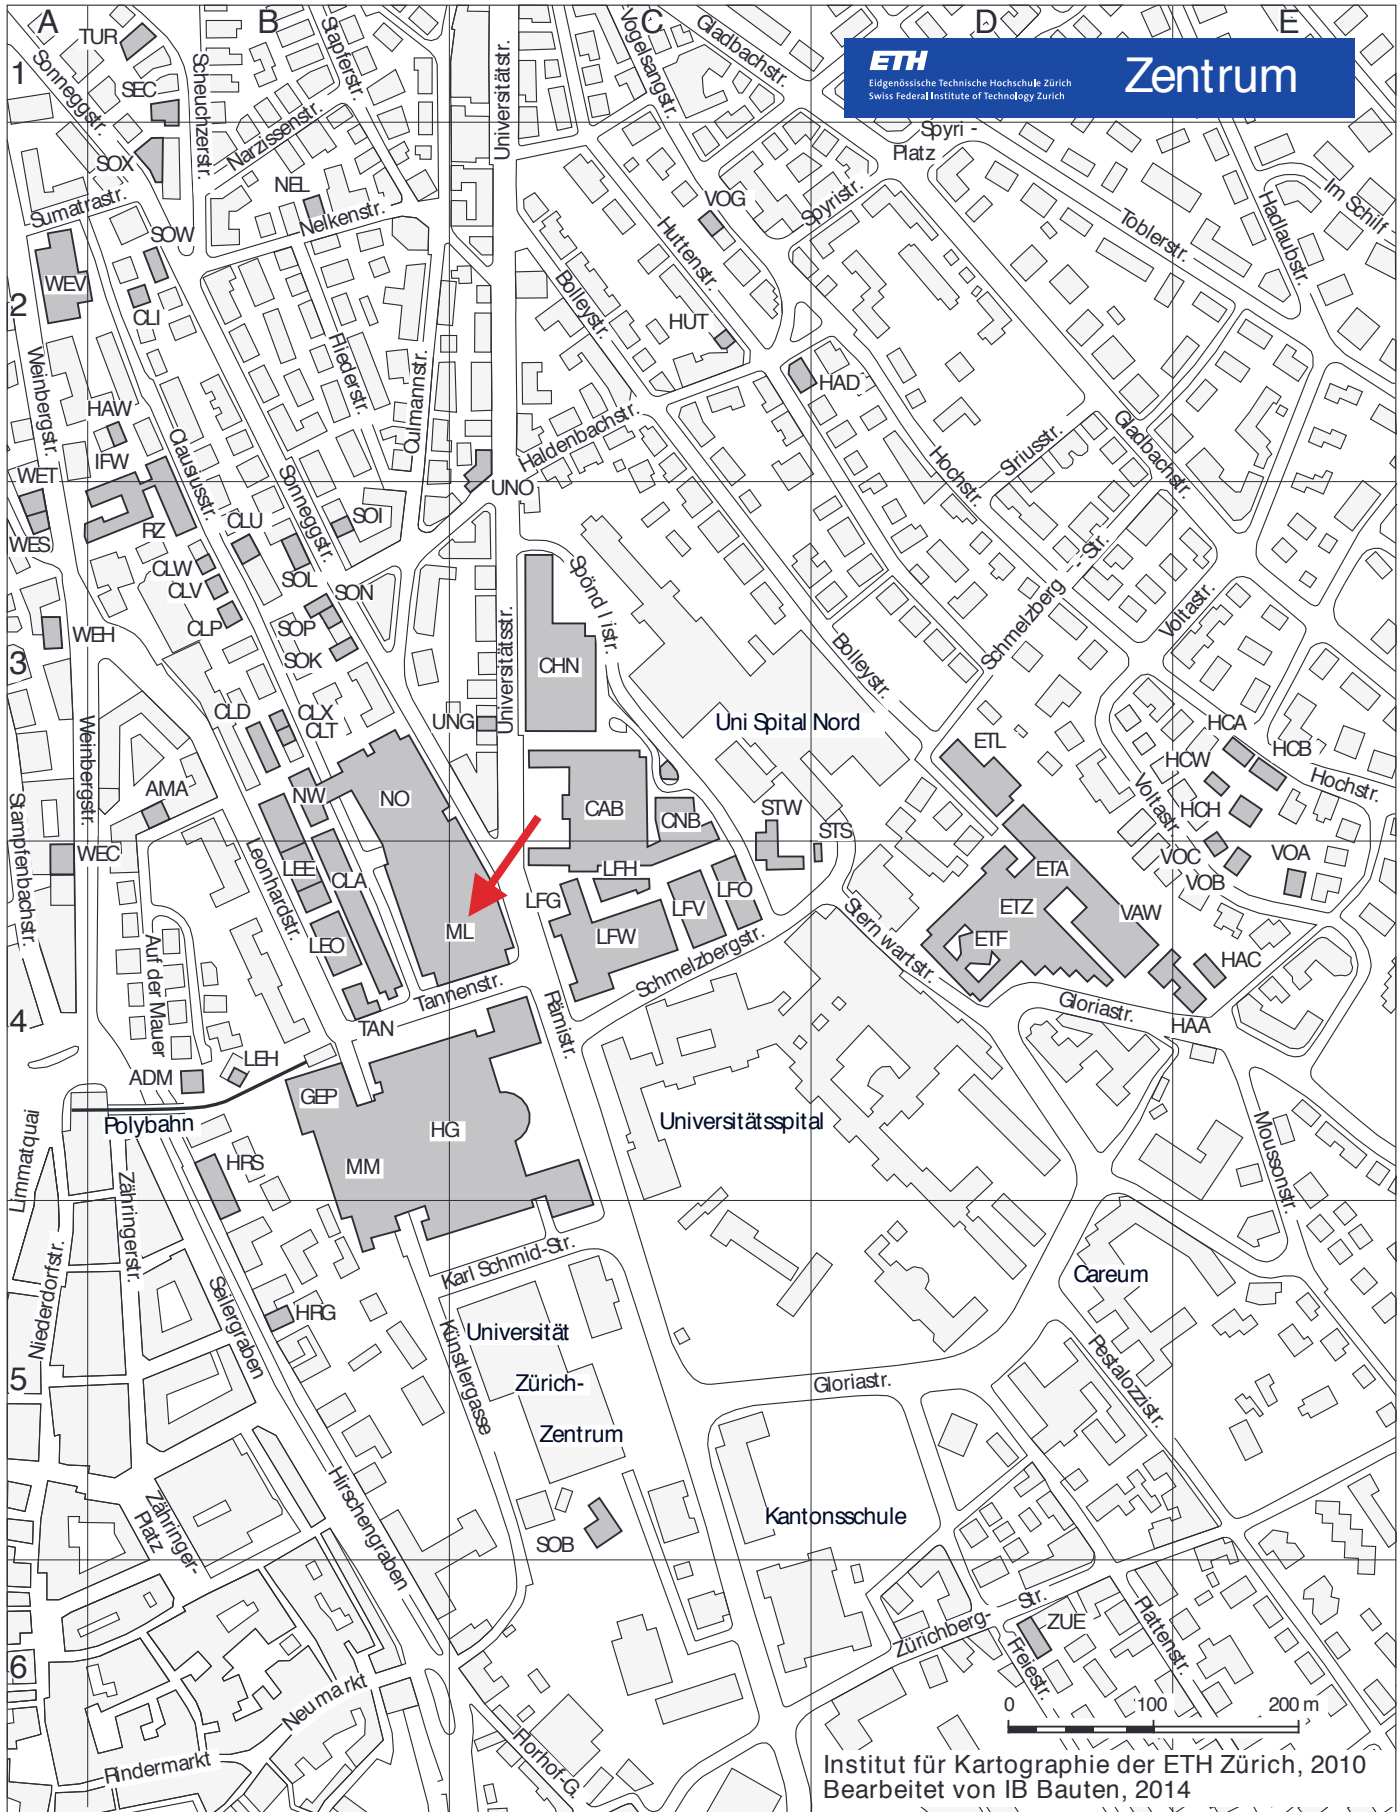 A
B
C
D
E
1
2
3
4
5
6
ETH
Eidgenössische Technische Hochschule Zürich
Swiss Federal Institute of Technology Zurich
Zentrum
TUR
SEC
SOX
Sonneggstr.
Scheuchzerstr.
Stapferstr.
Narzissenstr.
NEL
Nelkenstr.
Sumatrastr.
SOW
WEV
CLI
Universitätstr.
Vogelsangstr.
Gladbachstr.
Spyri -
Platz
VOG
Spyristr.
Huttenstr.
Bolleystr.
HUT
HAD
Toblerstr.
Hadlaubstr.
Im Schilf
Weinbergstr.
HAW
IFW
Clausiusstr.
Sonneggstr.
Culmannstr.
Haldenbachstr.
UNO
Hochstr.
Siriusstr.
Gladbachstr.
WET
WES
RZ
CLU
SOI
SOL
CLW
CLV
CLP
SON
SOP
SOK
WEH
CHN
Universitätsstr.
Spöndlistr.
Schmelzberg - Str.
Voltastr.
Bolleystr.
CLD
CLX
CLT
UNG
Uni Spital Nord
ETL
HCA
HCB
HCW
HCH
Hochstr.
Voltastr.
Weinbergstr.
AMA
NW
NO
CAB
CNB
STW
STS
Stampfenbachstr.
WEC
LEE
CLA
Leonhardstr.
LFH
LFG
LFO
LFV
LFW
ML
LEO
ETA
ETZ
ETF
VAW
VOC
VOB
VOA
Sternwartstr.
Schmelzbergstr.
Auf der Mauer
TAN
Tannenstr.
Rämistr.
HAC
HAA
Gloriastr.
LEH
ADM
GEP
HG
MM
Polybahn
Universitätsspital
Limmatquai
HRS
Moussonstr.
Zähringerstr.
Niederdorfstr.
Karl Schmid-Str.
Careum
Seilergraben
HRG
Künstlergasse
Universität
Zürich-
Zentrum
Gloriastr.
Pestalozzistr.
Zähringer-
Platz
Hirschengraben
SOB
Kantonsschule
Zürichberg-
Str.
ZUE
Freiestr.
Plattenstr.
Neumarkt
Rindermarkt
0 100 200 m
Institut für Kartographie der ETH Zürich, 2010
Bearbeitet von IB Bauten, 2014